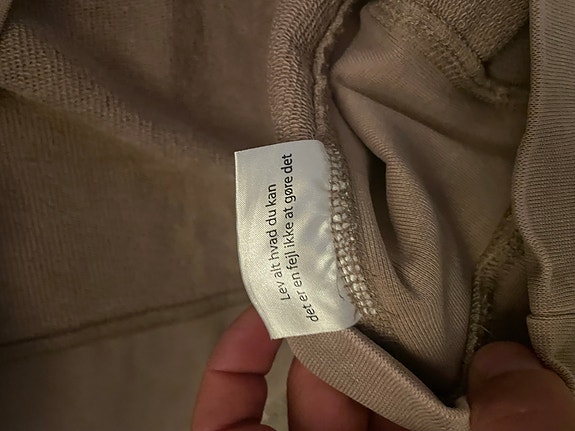 Lev alt hvad du kan
det er en fejl ikke at gøre det